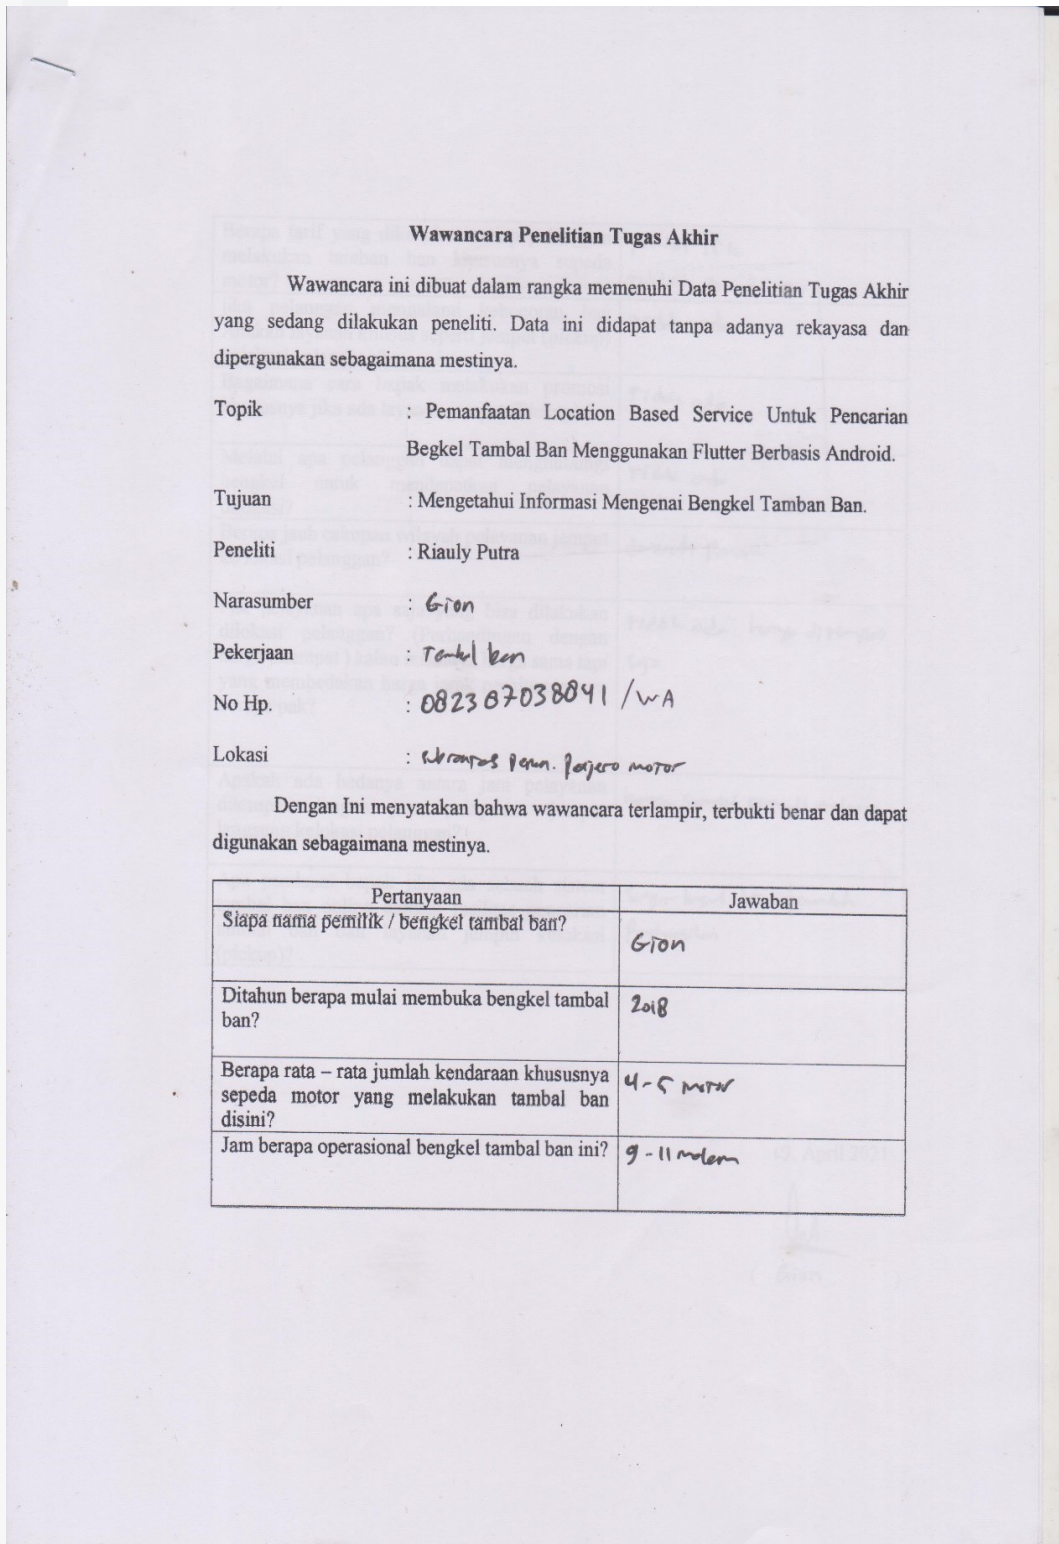 Wawancara Penelitian Tugas Akhir
Wawancara ini dibuat dalam rangka memenuhi Data Penelitian Tugas Akhir
yang sedang dilakukan peneliti. Data ini didapat tanpa adanya rekayasa dan
dipergunakan sebagaimana mestinya.
Topik : Pemanfaatan Location Based Service Untuk Pencarian
Begkel Tambal Ban Menggunakan Flutter Berbasis Android.
Tujuan : Mengetahui Informasi Mengenai Bengkel Tamban Ban.
Peneliti : Riauly Putra
Narasumber : Gion
Pekerjaan : Tambal ban
No Hp. : 082387038841 /WA
Lokasi : Pajero motor
Dengan Ini menyatakan bahwa wawancara terlampir, terbukti benar dan dapat
digunakan sebagaimana mestinya.
Pertanyaan Jawaban
Siapa nama pemilik / bengkel tambal ban?
Gion
Ditahun berapa mulai membuka bengkel tambal 2018
ban?
Berapa rata – rata jumlah kendaraan khususnya 4 - 5 motor
sepeda motor yang melakukan tambal ban
disini?
Jam berapa operasional bengkel tambal ban ini? 9 - 11 malam